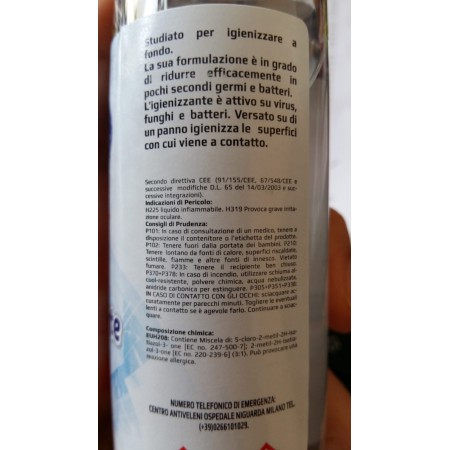 Studiato per igienizzare a
fondo.
La sua formulazione è in grado
di ridurre efficacemente in
pochi secondi germi e batteri.
L'igienizzante è attivo su virus,
funghi e batteri. Versato su di
un panno igienizza le superfici
con cui viene a contatto.
Secondo direttiva CEE (91/155/CEE, 67/548/CEE e
successive modifiche D.L. 65 del 14/03/2003 e suc-
cessive integrazioni).
Indicazioni di Pericolo:
H225 liquido infiammabile. H319 Provoca grave irrita-
zione oculare.
Consigli di Prudenza:
P101: In caso di consultazione di un medico, tenere a
disposizione il contenitore o l'etichetta del prodotto.
P102: Tenere fuori dalla portata dei bambini. P210:
Tenere lontano da fonti di calore, superfici riscaldate,
scintille, fiamme e altre fonti di innesco. Vietato
fumare. P233: Tenere il recipiente ben chiuso.
P370+P378: In caso di incendio, utilizzare schiuma al-
cool-resistente, polvere chimica, acqua nebulizzata,
anidride carbonica per estinguere. P305+P351+P338:
IN CASO DI CONTATTO CON GLI OCCHI: sciacquare ac-
curatamente per parecchi minuti. Togliere le eventuali
lenti a contatto se è agevole farlo. Continuare a sciac-
quare.
Composizione chimica:
EUH208: Contiene Miscela di: 5-cloro-2-metil-2H-iso-
tiazol-3- one [EC no. 247-500-7]; 2-metil-2H-isotia-
zol-3-one [EC no. 220-239-6] (3:1). Può provocare una
reazione allergica.
NUMERO TELEFONICO DI EMERGENZA:
CENTRO ANTIVELENI OSPEDALE NIGUARDA MILANO TEL.
(+39)0266101029.